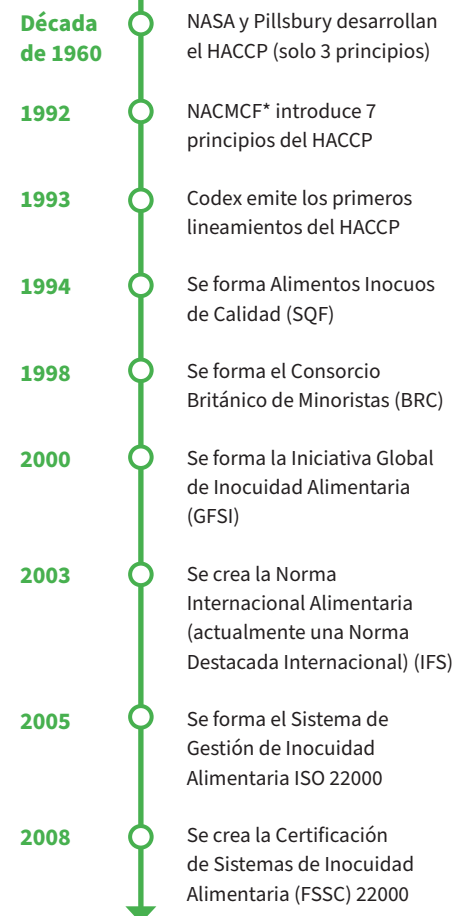 Década
de 1960
NASA y Pillsbury desarrollan
el HACCP (solo 3 principios)
1992
NACMCF* introduce 7
principios del HACCP
1993
Codex emite los primeros
lineamientos del HACCP
1994
Se forma Alimentos Inocuos
de Calidad (SQF)
1998
Se forma el Consorcio
Británico de Minoristas (BRC)
2000
Se forma la Iniciativa Global
de Inocuidad Alimentaria
(GFSI)
2003
Se crea la Norma
Internacional Alimentaria
(actualmente una Norma
Destacada Internacional) (IFS)
2005
Se forma el Sistema de
Gestión de Inocuidad
Alimentaria ISO 22000
2008
Se crea la Certificación
de Sistemas de Inocuidad
Alimentaria (FSSC) 22000